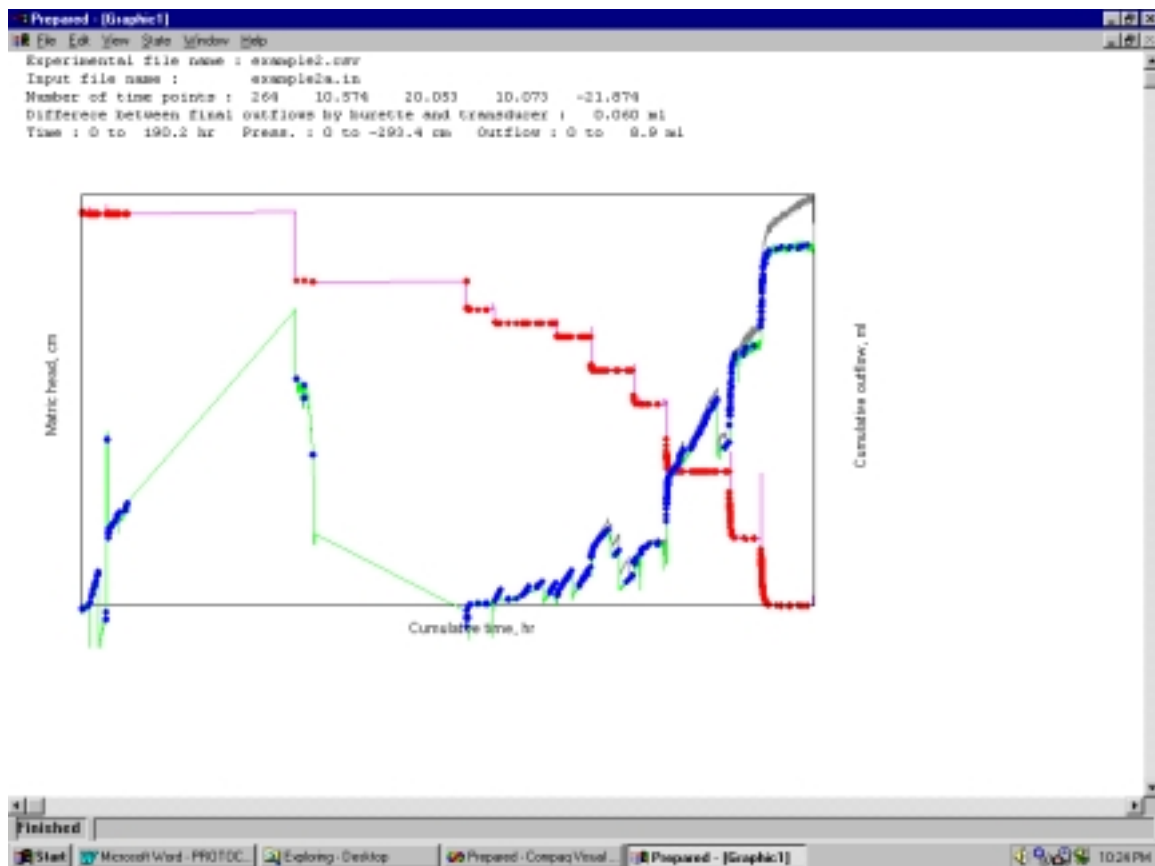 Prepared - [Graphic1]
File Edit View State Window Help
Experimental file name : example2.csv
Input file name : example2a.in
Number of time points : 264 10.574 20.053 10.073 -21.874
Differece between final outflows by burette and transducer : 0.060 ml
Time : 0 to 190.2 hr Press. : 0 to -293.4 cm Outflow : 0 to 8.9 ml
Matric head, cm
Cumulative outflow, ml
Cumulative time, hr
Finished
Start Microsoft Word - PROTOC... Exploring - Desktop Prepared - Compaq Visual ... Prepared - [Graphic1] 10:24 PM